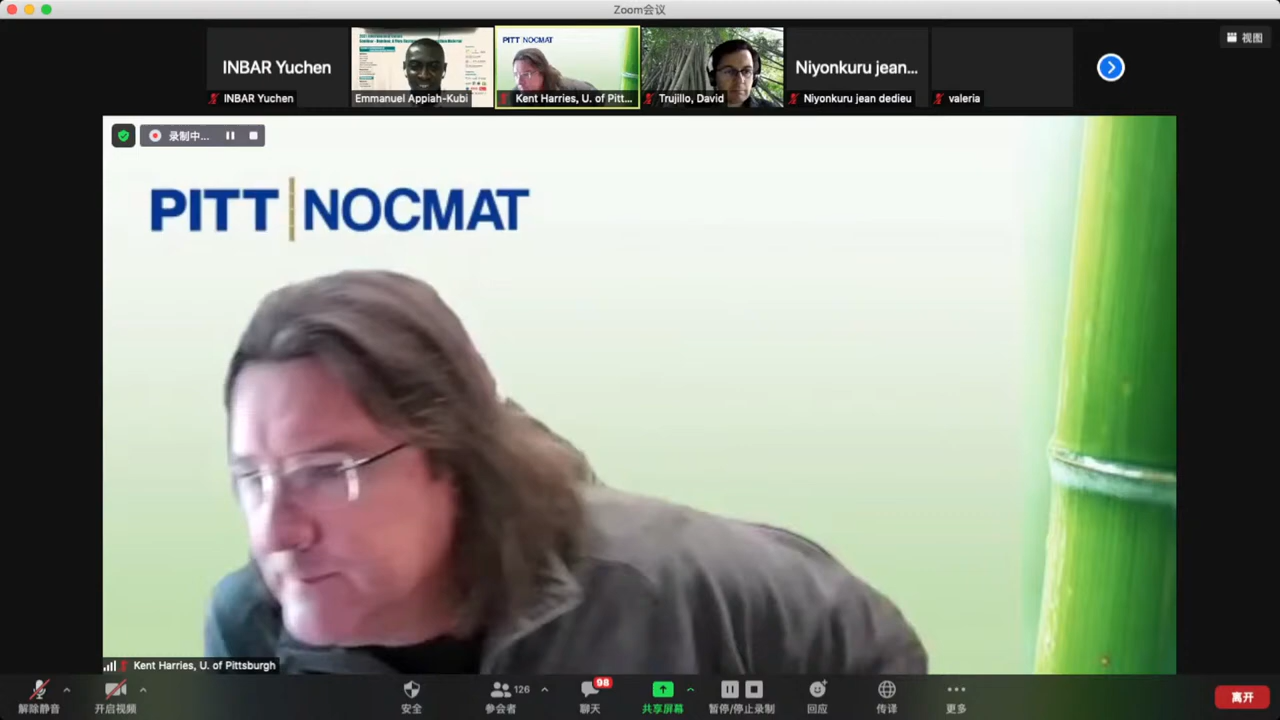 Zoom会议
INBAR Yuchen
Niyonkuru jean...
视图
INBAR Yuchen
Emmanuel Appiah-Kubi
PITT NOCMAT
Kent Harries, U. of Pitt...
Trujillo, David
Niyonkuru jean dedieu
valeria
录制中...
PITT NOCMAT
Kent Harries, U. of Pittsburgh
解除静音
开启视频
安全
126
参会者
98
聊天
共享屏幕
暂停/停止录制
回应
传译
更多
离开